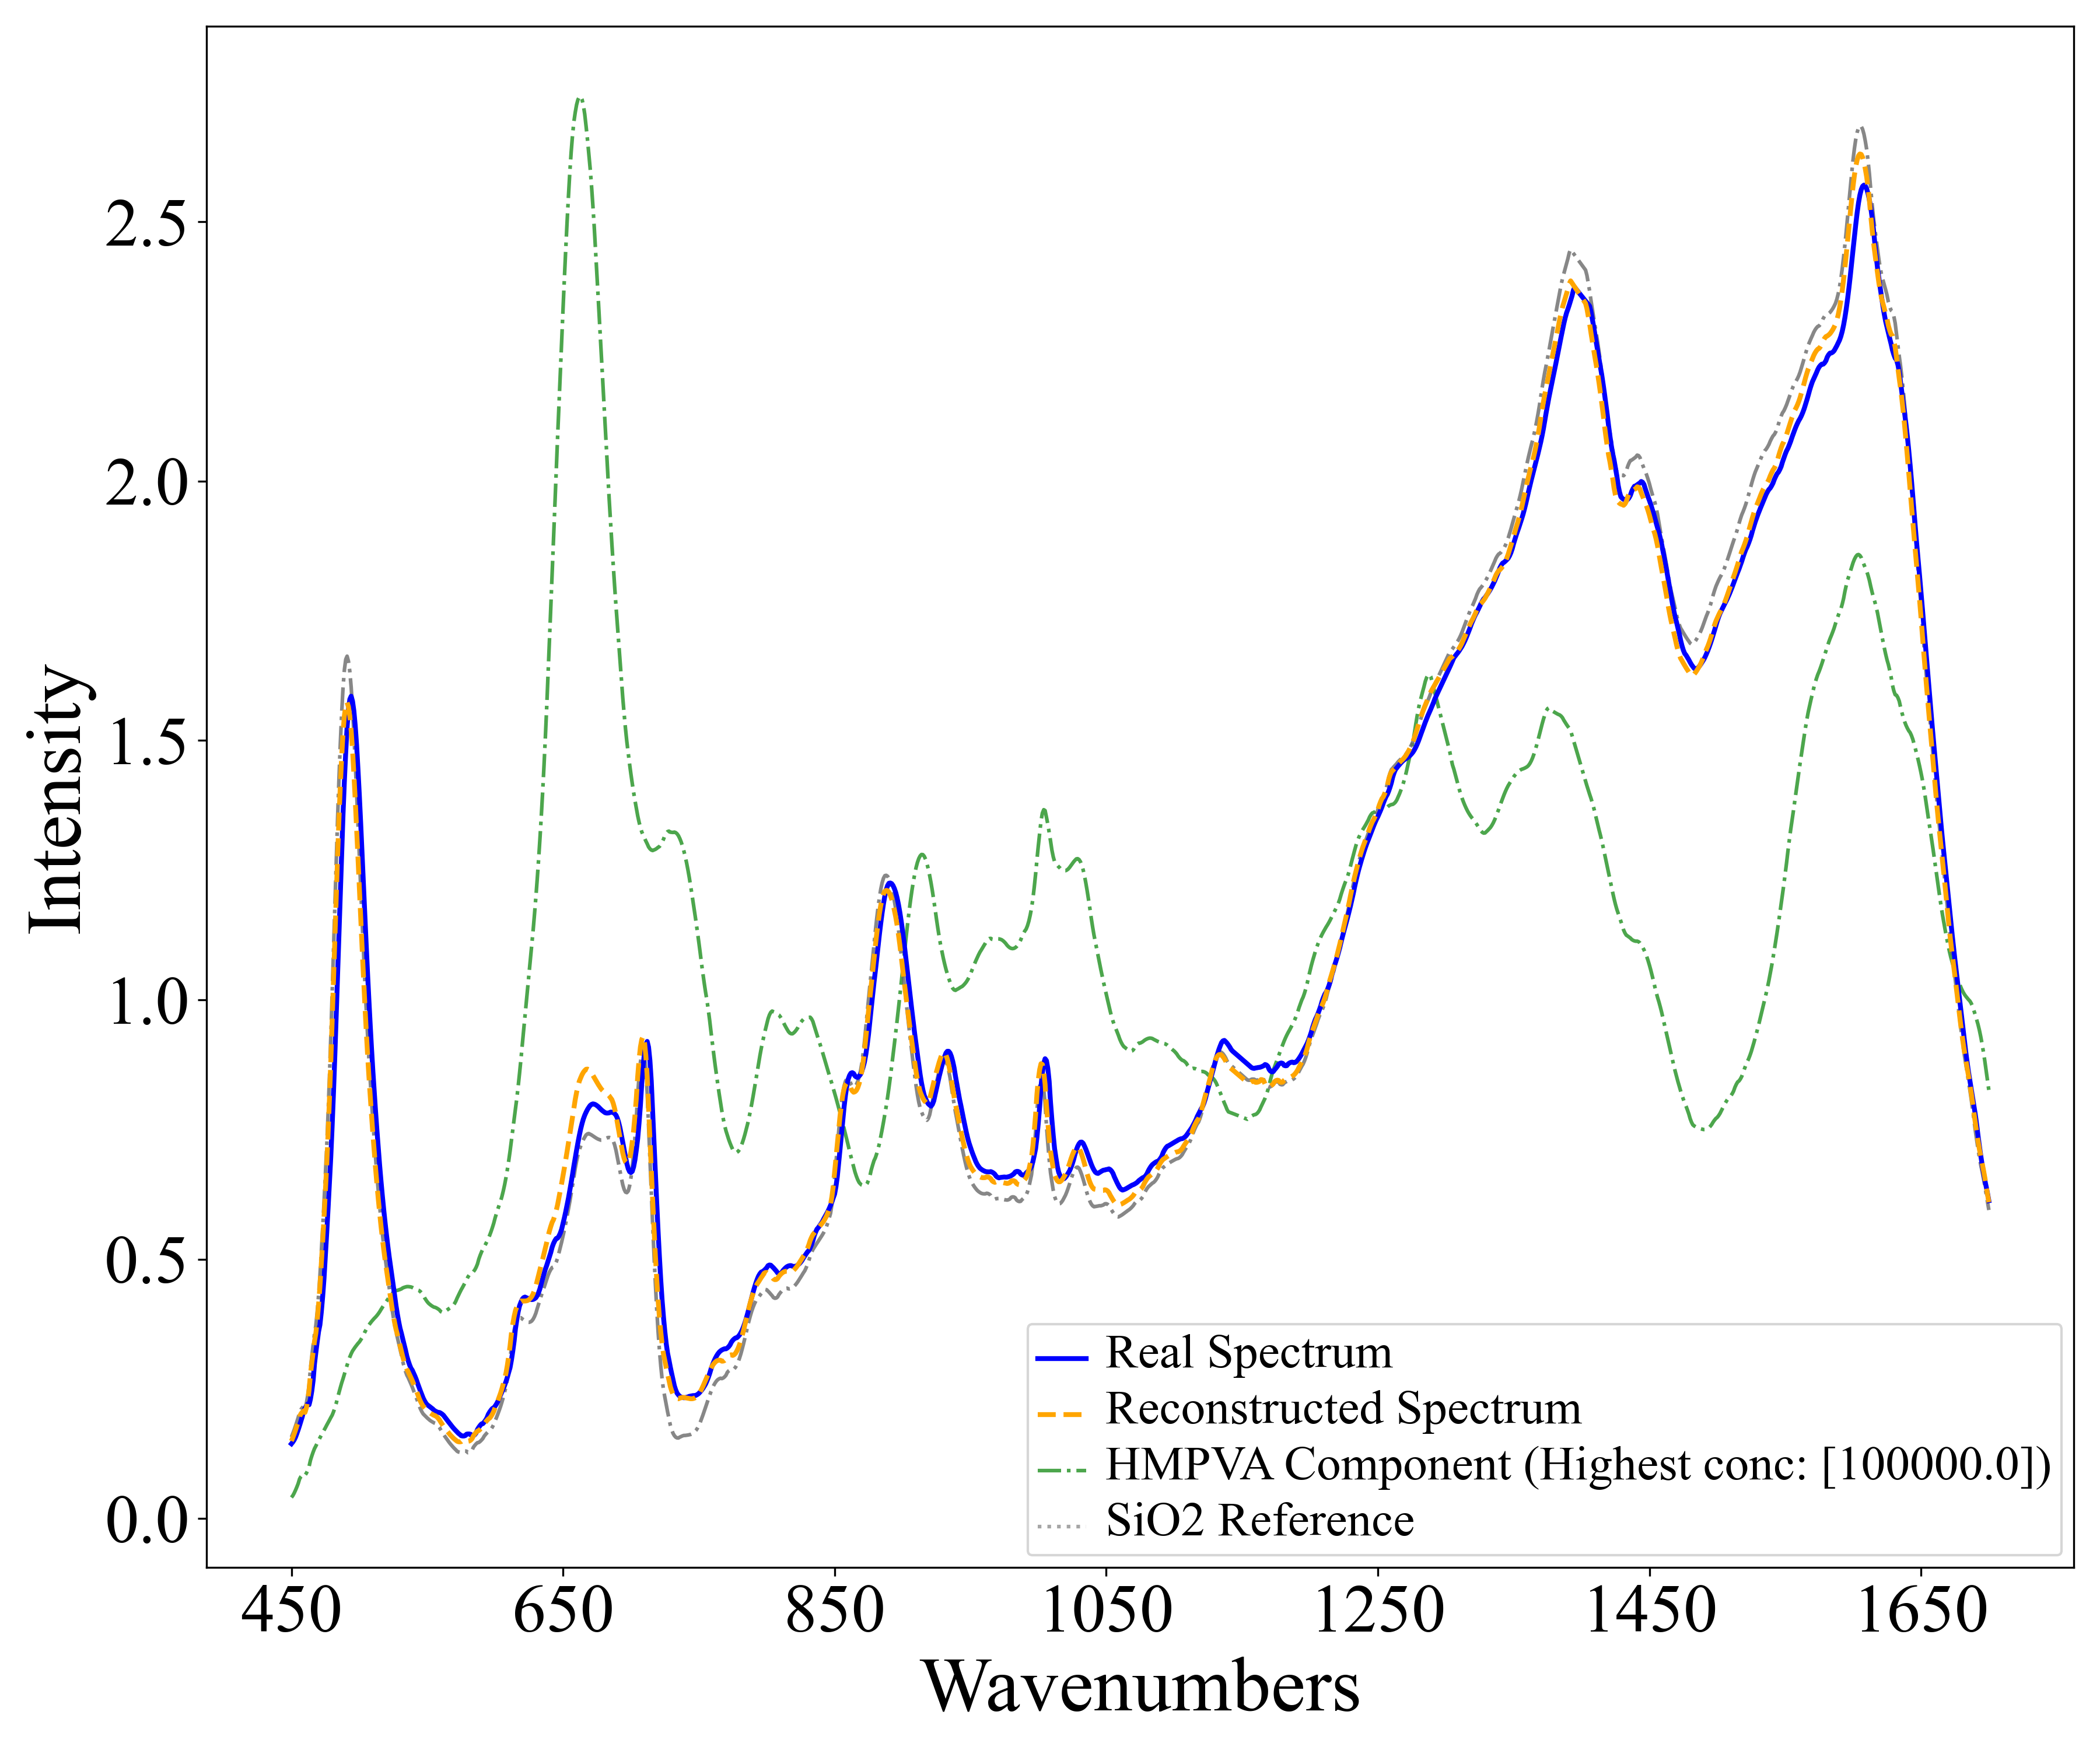 Intensity
2.5
2.0
1.5
1.0
0.5
0.0
450 650 850 1050 1250 1450 1650
Wavenumbers
Real Spectrum
Reconstructed Spectrum
HMPVA Component (Highest conc: [100000.0])
SiO2 Reference